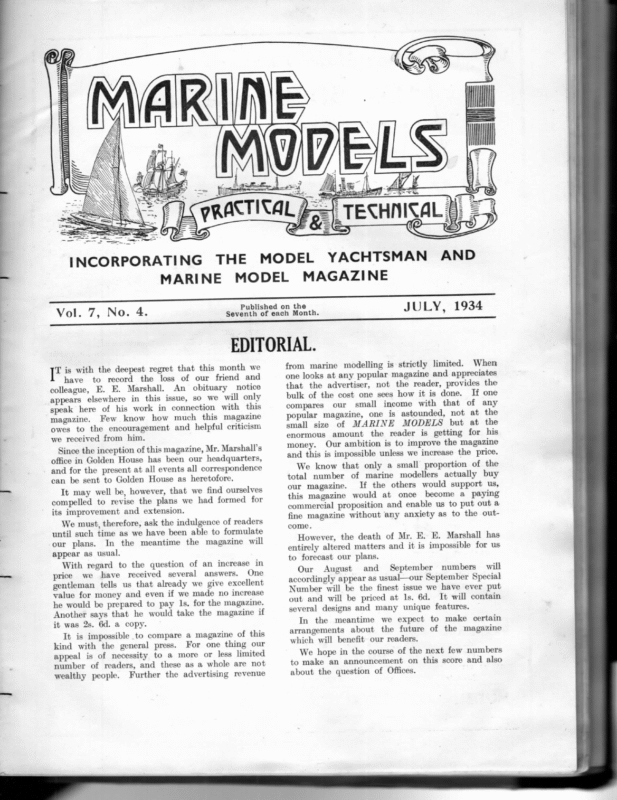 MARINE
MODELS
PRACTICAL & TECHNICAL
INCORPORATING THE MODEL YACHTSMAN AND
MARINE MODEL MAGAZINE
Vol. 7, No. 4.
Published on the
Seventh of each Month.
JULY, 1934
EDITORIAL.
IT is with the deepest regret that this month we
have to record the loss of our friend and
colleague, E. E. Marshall. An obituary notice
appears elsewhere in this issue, so we will only
speak here of his work in connection with this
magazine. Few know how much this magazine
owes to the encouragement and helpful criticism
we received from him.
Since the inception of this magazine, Mr. Marshall's
office in Golden House has been our headquarters,
and for the present at all events all correspondence
can be sent to Golden House as heretofore.
It may well be, however, that we find ourselves
compelled to revise the plans we had formed for
its improvement and extension.
We must, therefore, ask the indulgence of readers
until such time as we have been able to formulate
our plans. In the meantime the magazine will
appear as usual.
With regard to the question of an increase in
price we have received several answers. One
gentleman tells us that already we give excellent
value for money and even if we made no increase
he would be prepared to pay 1s. for the magazine.
Another says that he would take the magazine if
it was 2s. 6d. a copy.
It is impossible to compare a magazine of this
kind with the general press. For one thing our
appeal is of necessity to a more or less limited
number of readers, and these as a whole are not
wealthy people. Further the advertising revenue
from marine modelling is strictly limited. When
one looks at any popular magazine and appreciates
that the advertiser, not the reader, provides the
bulk of the cost one sees how it is done. If one
compares our small income with that of any
popular magazine, one is astounded, not at the
small size of MARINE MODELS but at the
enormous amount the reader is getting for his
money. Our ambition is to improve the magazine
and this is impossible unless we increase the price.
We know that only a small proportion of the
total number of marine modellers actually buy
our magazine. If the others would support us,
this magazine would at once become a paying
commercial proposition and enable us to put out a
fine magazine without any anxiety as to the out-
come.
However, the death of Mr. E. E. Marshall has
entirely altered matters and it is impossible for us
to forecast our plans.
Our August and September numbers will
accordingly appear as usual—our September Special
Number will be the finest issue we have ever put
out and will be priced at 1s. 6d. It will contain
several designs and many unique features.
In the meantime we expect to make certain
arrangements about the future of the magazine
which will benefit our readers.
We hope in the course of the next few numbers
to make an announcement on this score and also
about the question of Offices.